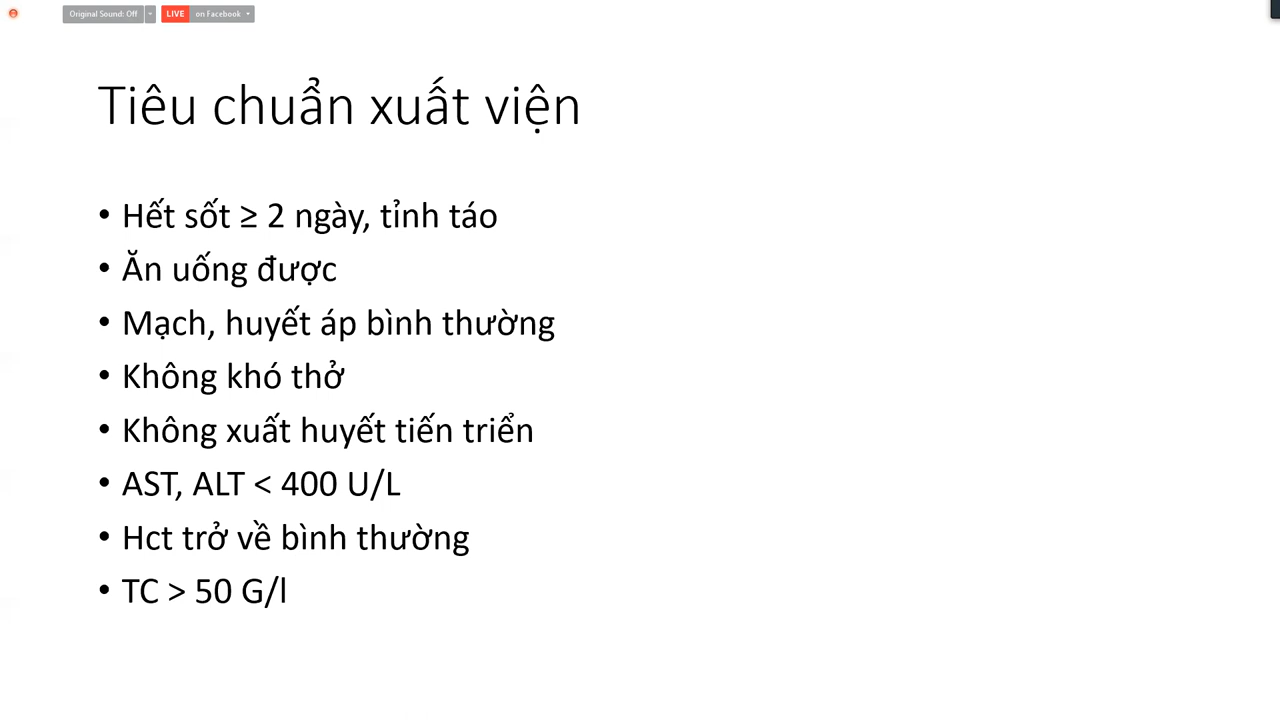 Original Sound: Off LIVE on Facebook
Tiêu chuẩn xuất viện
• Hết sốt ≥ 2 ngày, tỉnh táo
• Ăn uống được
• Mạch, huyết áp bình thường
• Không khó thở
• Không xuất huyết tiến triển
• AST, ALT < 400 U/L
• Hct trở về bình thường
• TC > 50 G/l